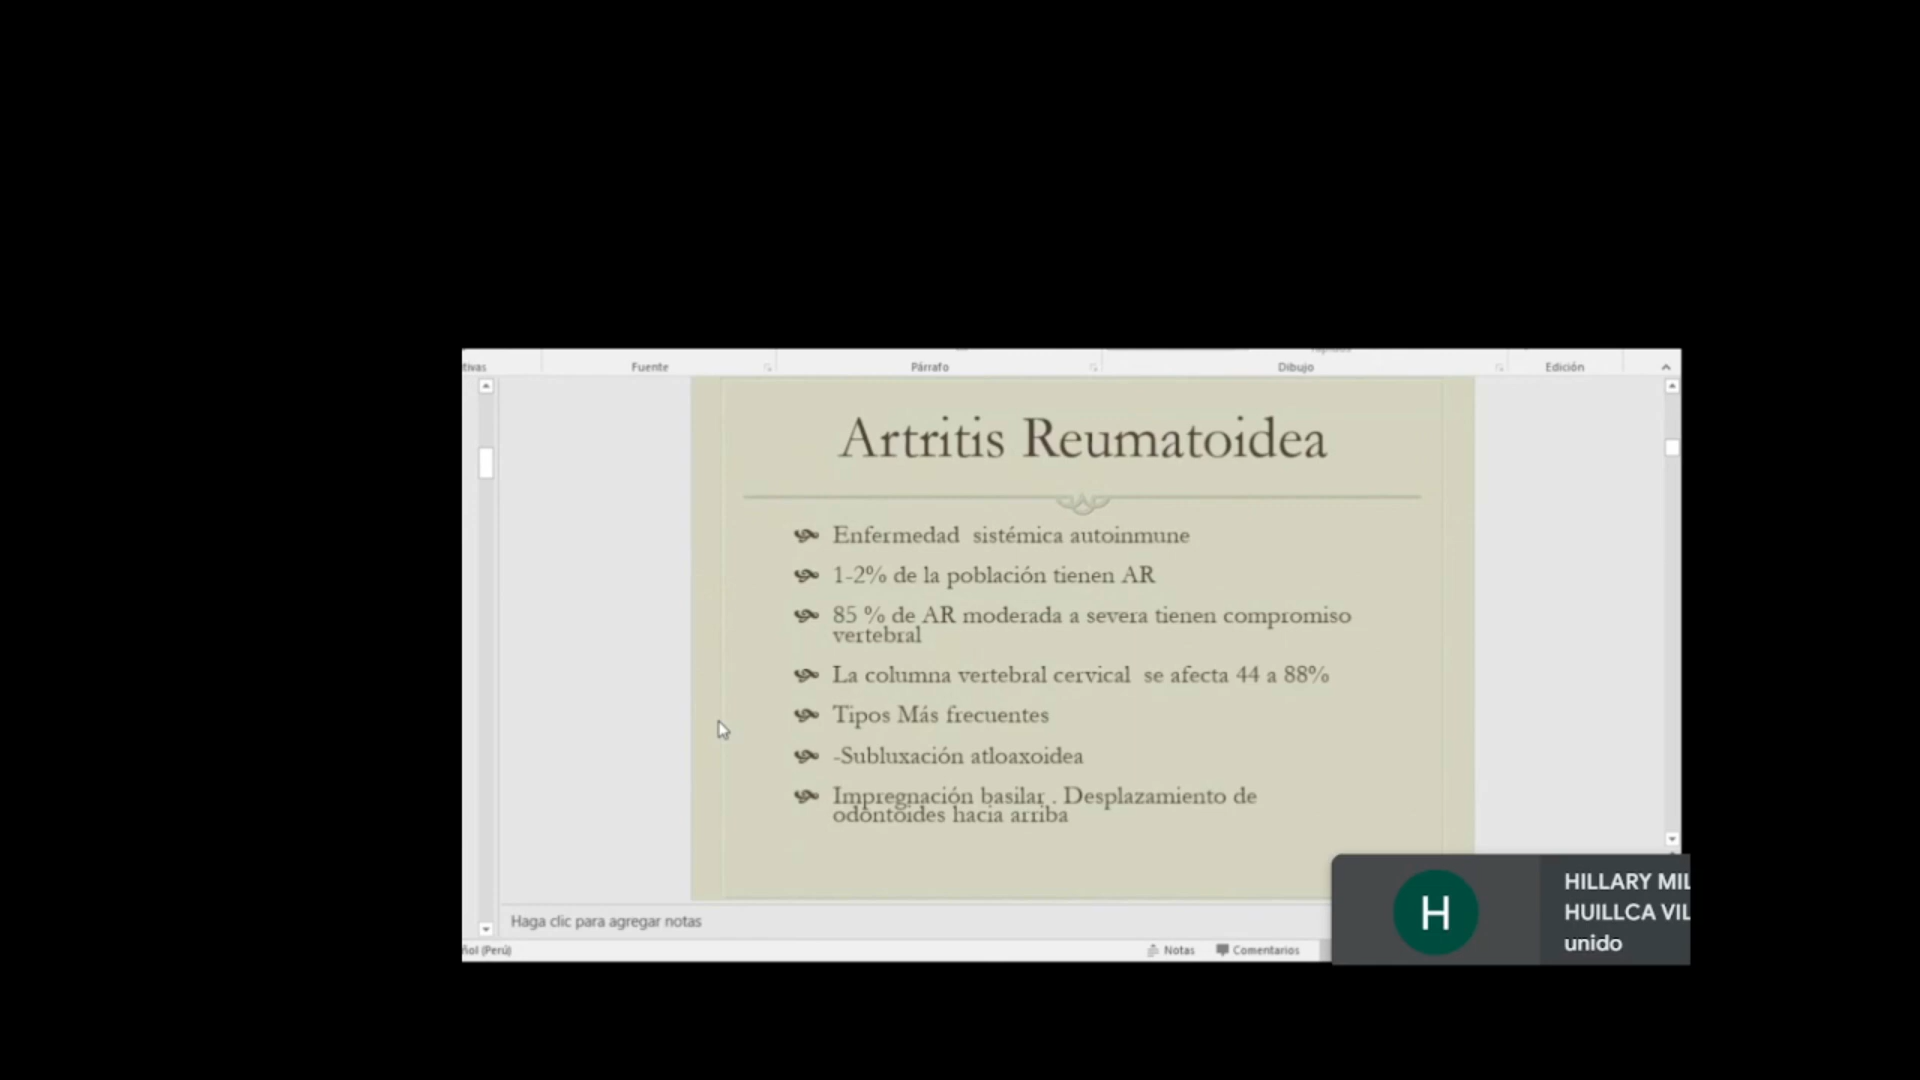 Fuente
Párrafo
Dibujo
Edición
Artritis Reumatoidea
Enfermedad sistémica autoinmune
1-2% de la población tienen AR
85 % de AR moderada a severa tienen compromiso
vertebral
La columna vertebral cervical se afecta 44 a 88%
Tipos Más frecuentes
-Subluxación atloaxoidea
Impregnación basilar . Desplazamiento de
odontoides hacia arriba
Haga clic para agregar notas
(Perú)
Notas
Comentarios
H
HILLARY MIL
HUILLCA VIL
unido